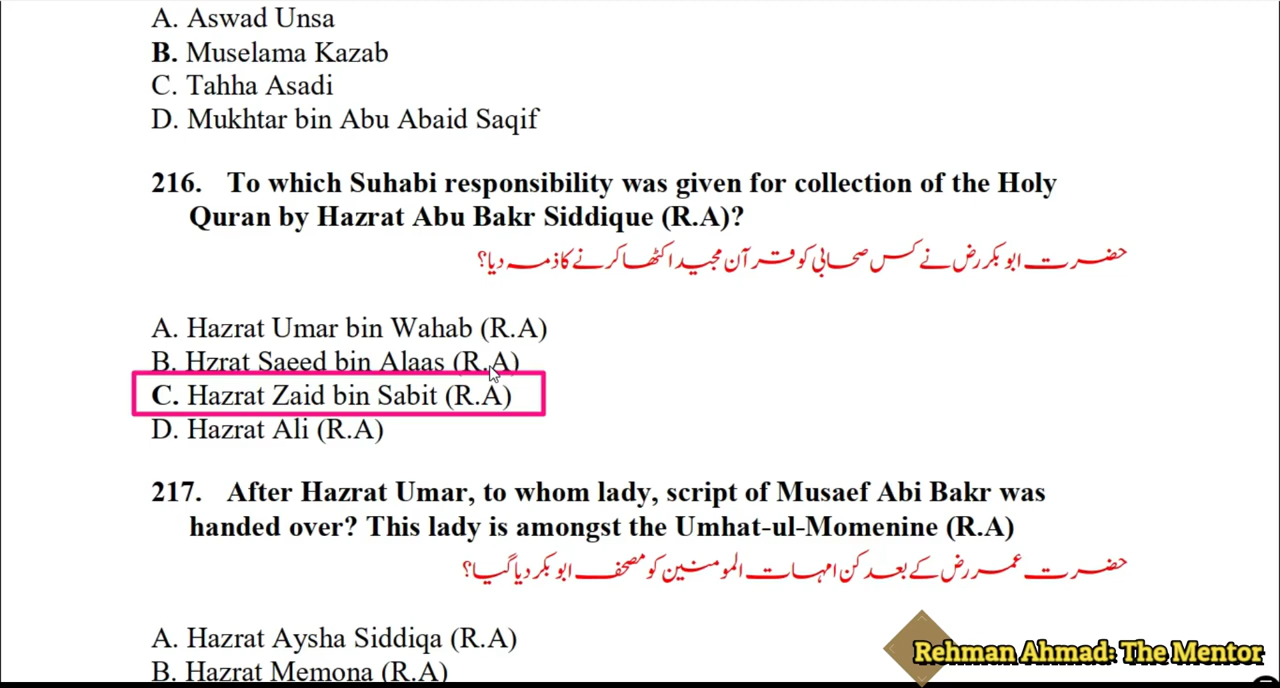 A. Aswad Unsa
B. Muselama Kazab
C. Tahha Asadi
D. Mukhtar bin Abu Abaid Saqif
216. To which Suhabi responsibility was given for collection of the Holy
Quran by Hazrat Abu Bakr Siddique (R.A)?
حضرت ابو بکر رض نے کس صحابی کو قرآن مجید اکٹھا کرنے کا ذمہ دیا؟
A. Hazrat Umar bin Wahab (R.A)
B. Hzrat Saeed bin Alaas (R.A)
C. Hazrat Zaid bin Sabit (R.A)
D. Hazrat Ali (R.A)
217. After Hazrat Umar, to whom lady, script of Musaef Abi Bakr was
handed over? This lady is amongst the Umhat-ul-Momenine (R.A)
حضرت عمر رض کے بعد کن امہات المومنین کو مصحف ابو بکر دیا گیا؟
A. Hazrat Aysha Siddiqa (R.A)
B. Hazrat Memona (R.A)
Rehman Ahmad: The Mentor